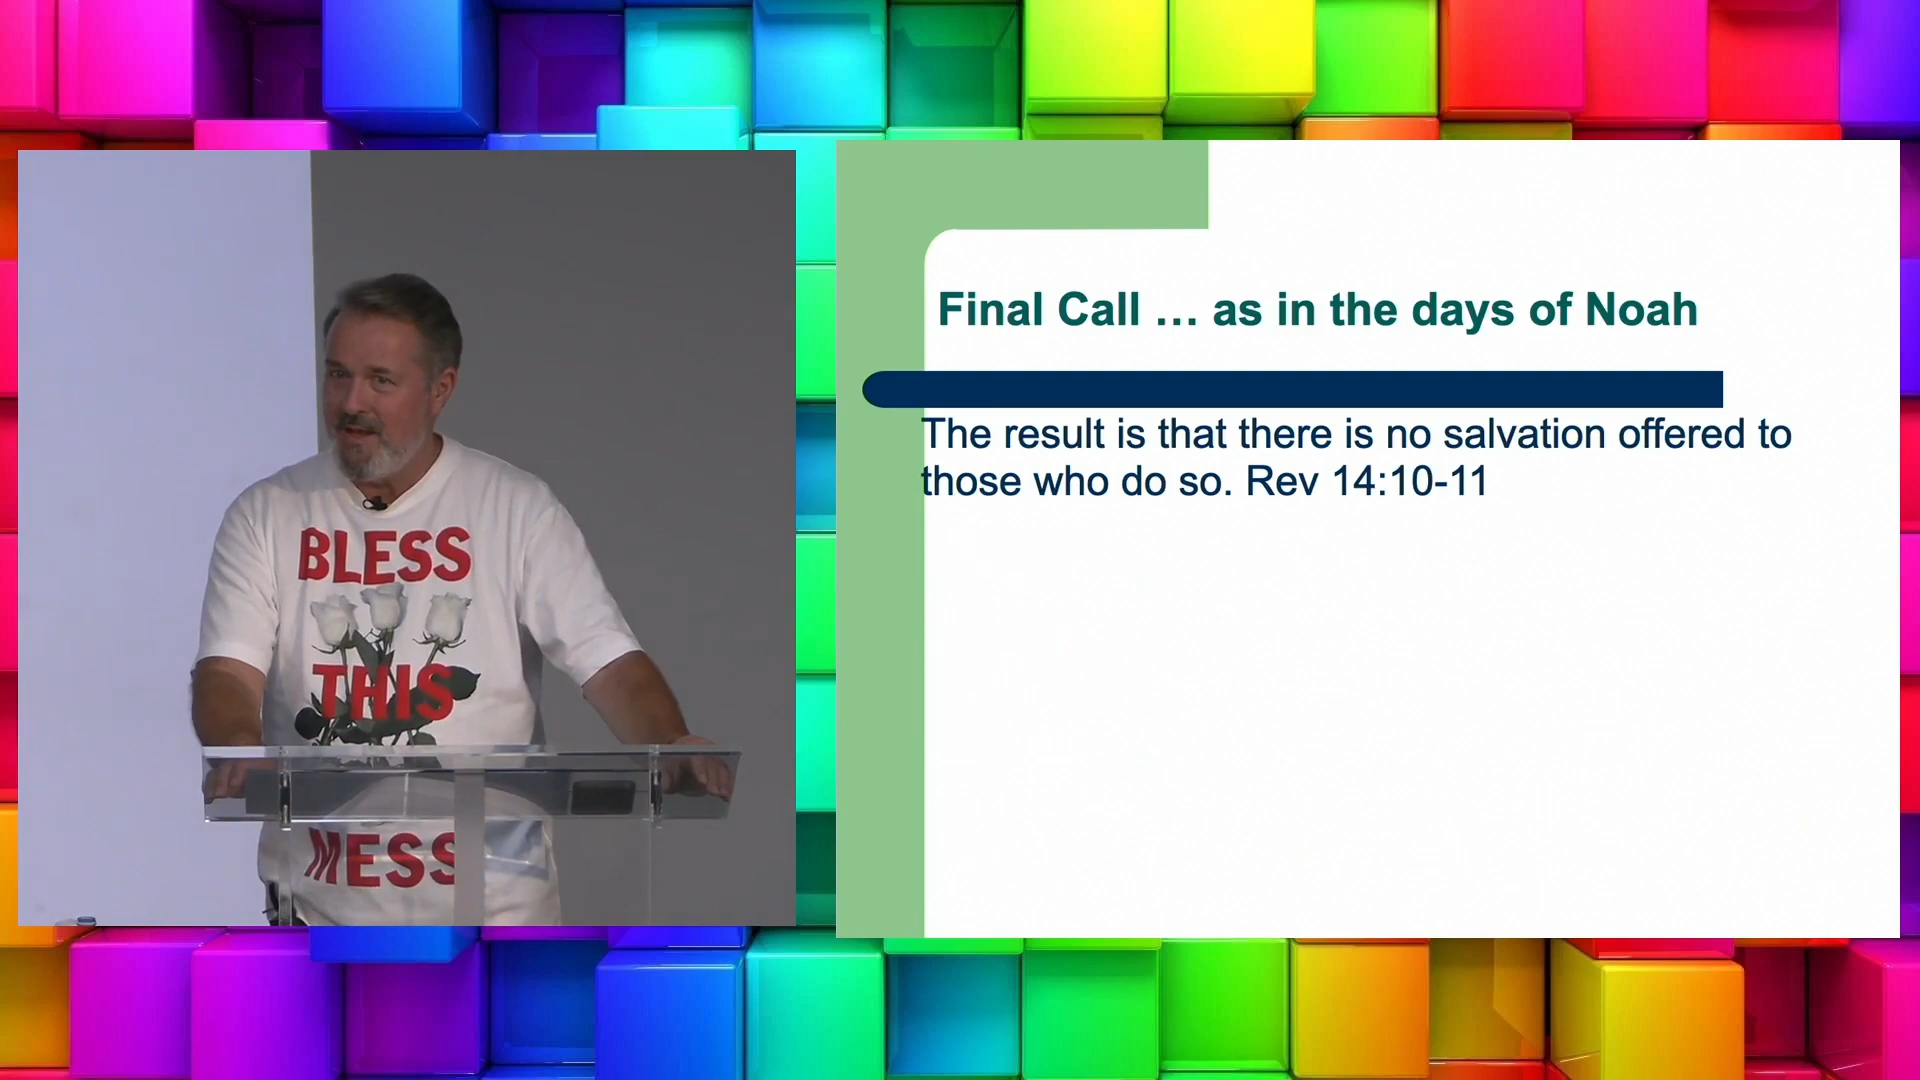 BLESS
THIS
MESS
Final Call … as in the days of Noah
The result is that there is no salvation offered to
those who do so. Rev 14:10-11